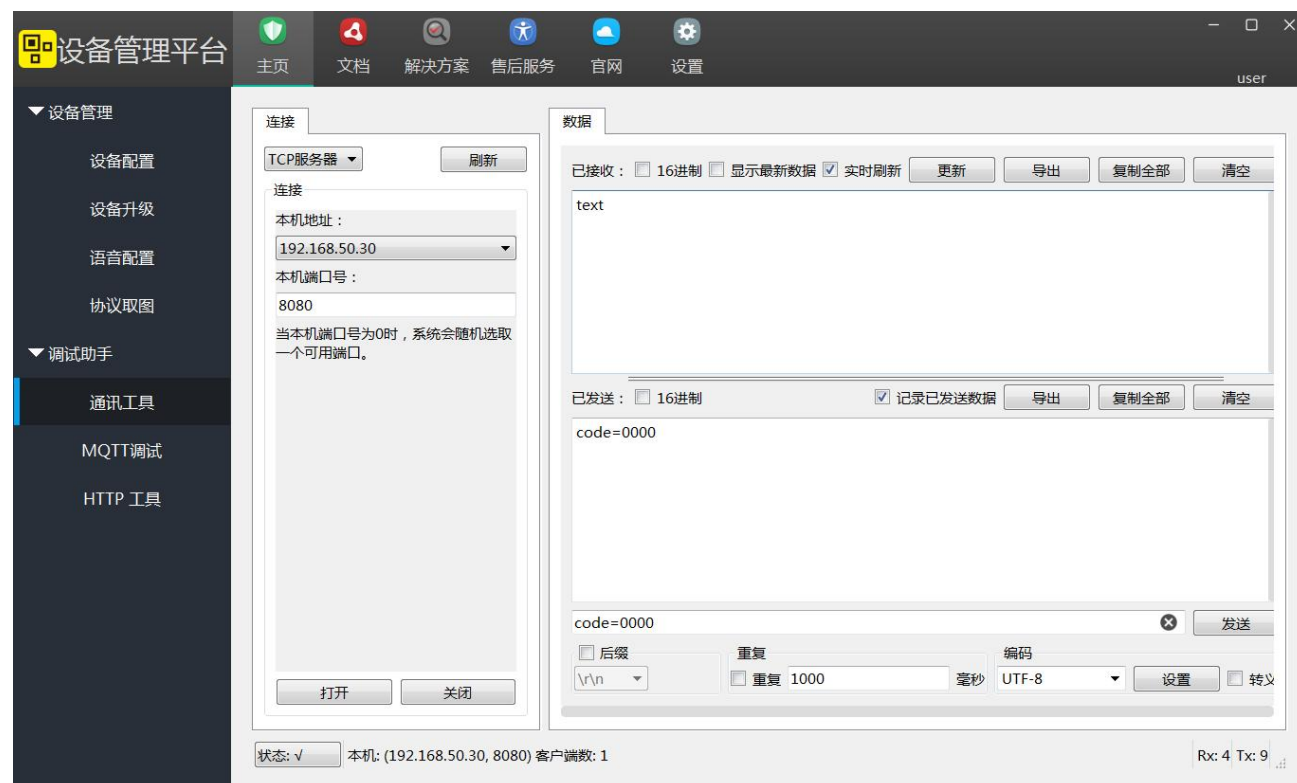 设备管理平台
主页 文档 解决方案 售后服务 官网 设置
user
设备管理
设备配置
设备升级
语音配置
协议取图
调试助手
通讯工具
MQTT调试
HTTP 工具
连接
TCP服务器 刷新
连接
本机地址：
192.168.50.30
本机端口号：
8080
当本机端口号为0时，系统会随机选取
一个可用端口。
打开 关闭
数据
已接收： 16进制 显示最新数据 实时刷新 更新 导出 复制全部 清空
text
已发送： 16进制 记录已发送数据 导出 复制全部 清空
code=0000
code=0000 发送
后缀 重复 编码
\r\n 重复 1000 毫秒 UTF-8 设置 转义
状态: √ 本机: (192.168.50.30, 8080) 客户端数: 1 Rx: 4 Tx: 9